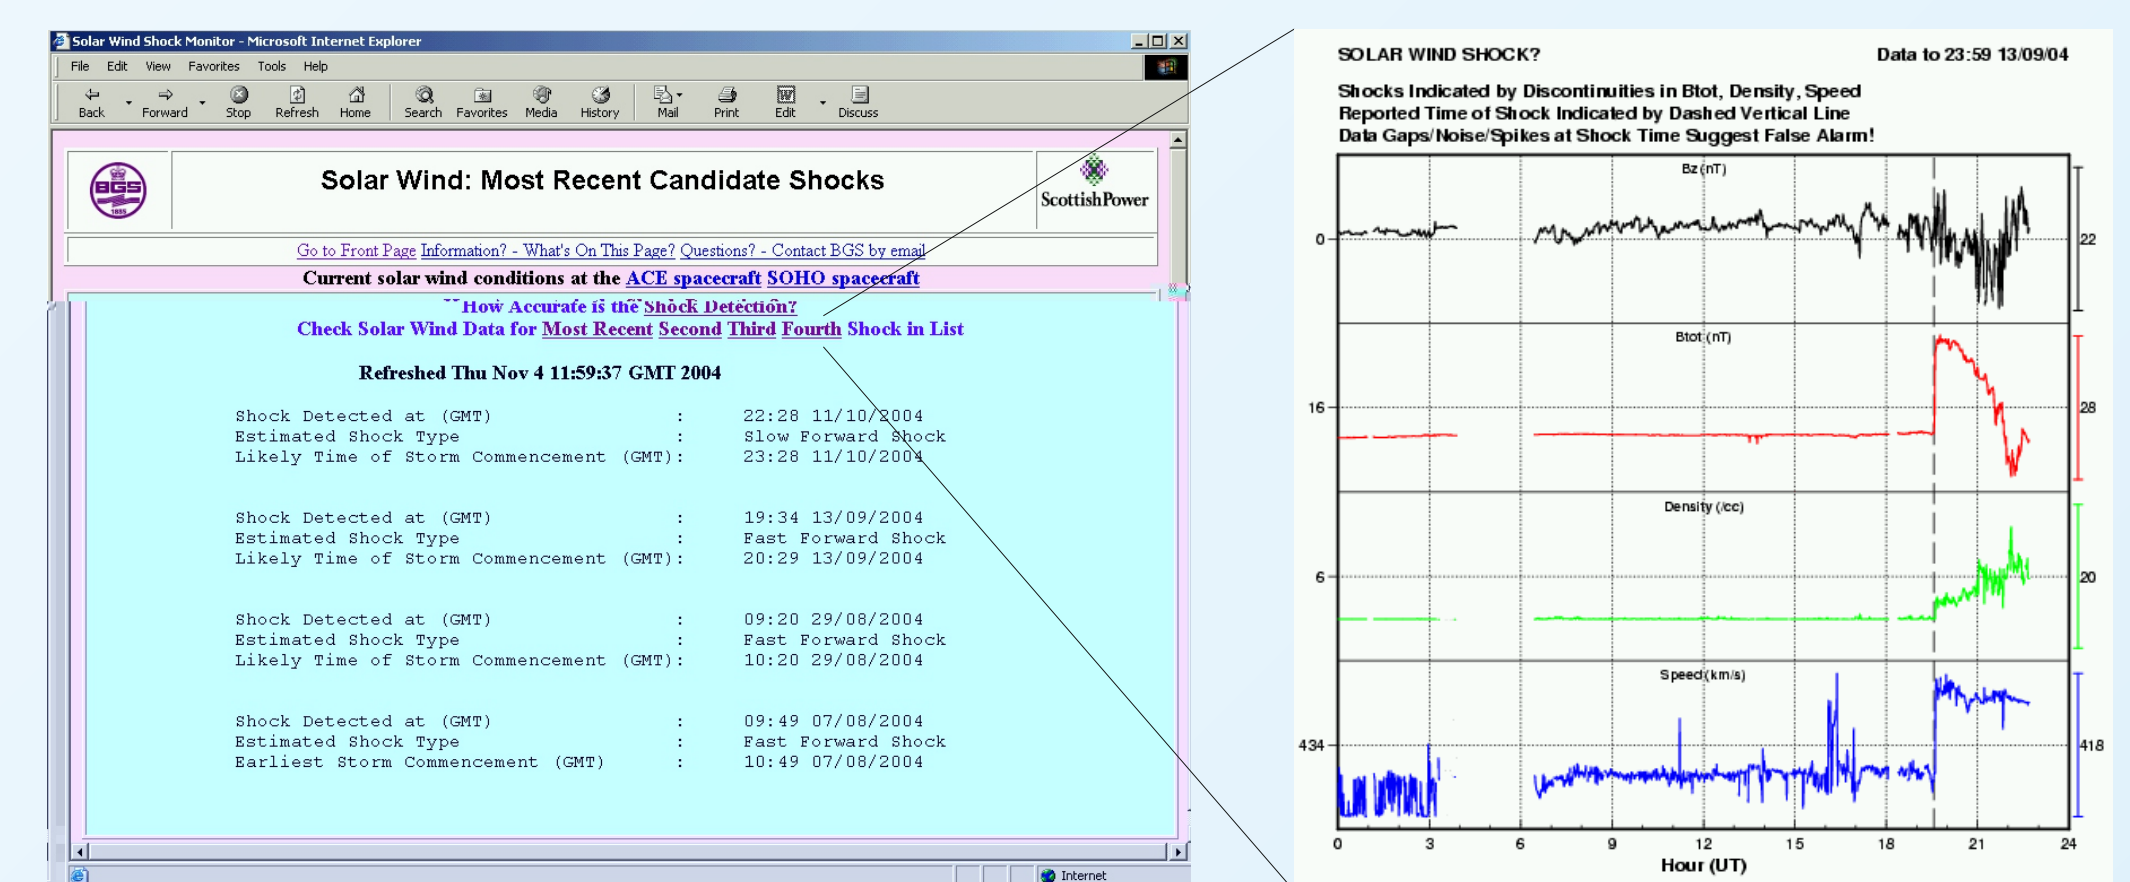 Solar Wind Shock Monitor - Microsoft Internet Explorer
File Edit View Favorites Tools Help
Back Forward Stop Refresh Home Search Favorites Media History Mail Print Edit Discuss
BGS
1835
Solar Wind: Most Recent Candidate Shocks
ScottishPower
Go to Front Page Information? - What's On This Page? Questions? - Contact BGS by email
Current solar wind conditions at the ACE spacecraft SOHO spacecraft
How Accurate is the Shock Detection?
Check Solar Wind Data for Most Recent Second Third Fourth Shock in List
Refreshed Thu Nov 4 11:59:37 GMT 2004
Shock Detected at (GMT) : 22:28 11/10/2004
Estimated Shock Type : Slow Forward Shock
Likely Time of Storm Commencement (GMT): 23:28 11/10/2004
Shock Detected at (GMT) : 19:34 13/09/2004
Estimated Shock Type : Fast Forward Shock
Likely Time of Storm Commencement (GMT): 20:29 13/09/2004
Shock Detected at (GMT) : 09:20 29/08/2004
Estimated Shock Type : Fast Forward Shock
Likely Time of Storm Commencement (GMT): 10:20 29/08/2004
Shock Detected at (GMT) : 09:49 07/08/2004
Estimated Shock Type : Fast Forward Shock
Earliest Storm Commencement (GMT) : 10:49 07/08/2004
Internet
SOLAR WIND SHOCK? Data to 23:59 13/09/04
Shocks Indicated by Discontinuities in Btot, Density, Speed
Reported Time of Shock Indicated by Dashed Vertical Line
Data Gaps/Noise/Spikes at Shock Time Suggest False Alarm!
Bz (nT)
0 22
Btot (nT)
16 28
Density (/cc)
6 20
Speed (km/s)
434 418
0 3 6 9 12 15 18 21 24
Hour (UT)